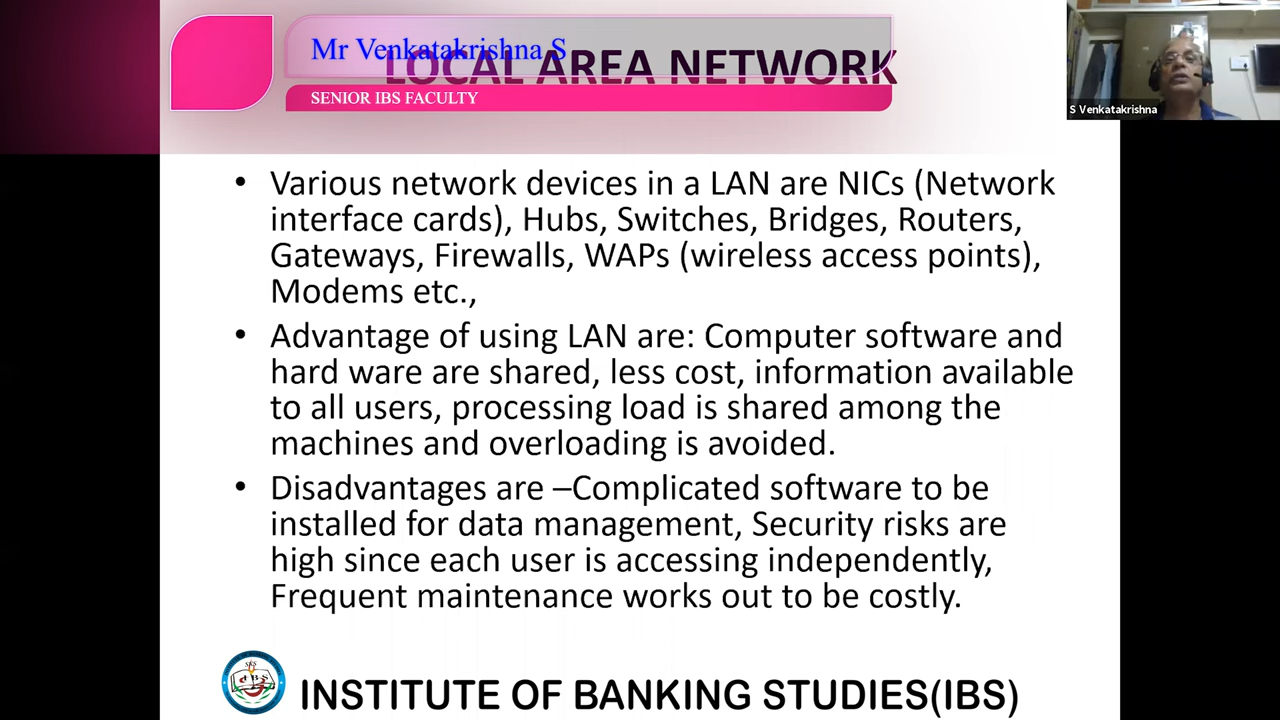 Mr Venkatakrishna S
LOCAL AREA NETWORK
SENIOR IBS FACULTY
S Venkatakrishna
• Various network devices in a LAN are NICs (Network
interface cards), Hubs, Switches, Bridges, Routers,
Gateways, Firewalls, WAPs (wireless access points),
Modems etc.,
• Advantage of using LAN are: Computer software and
hard ware are shared, less cost, information available
to all users, processing load is shared among the
machines and overloading is avoided.
• Disadvantages are –Complicated software to be
installed for data management, Security risks are
high since each user is accessing independently,
Frequent maintenance works out to be costly.
INSTITUTE OF BANKING STUDIES(IBS)